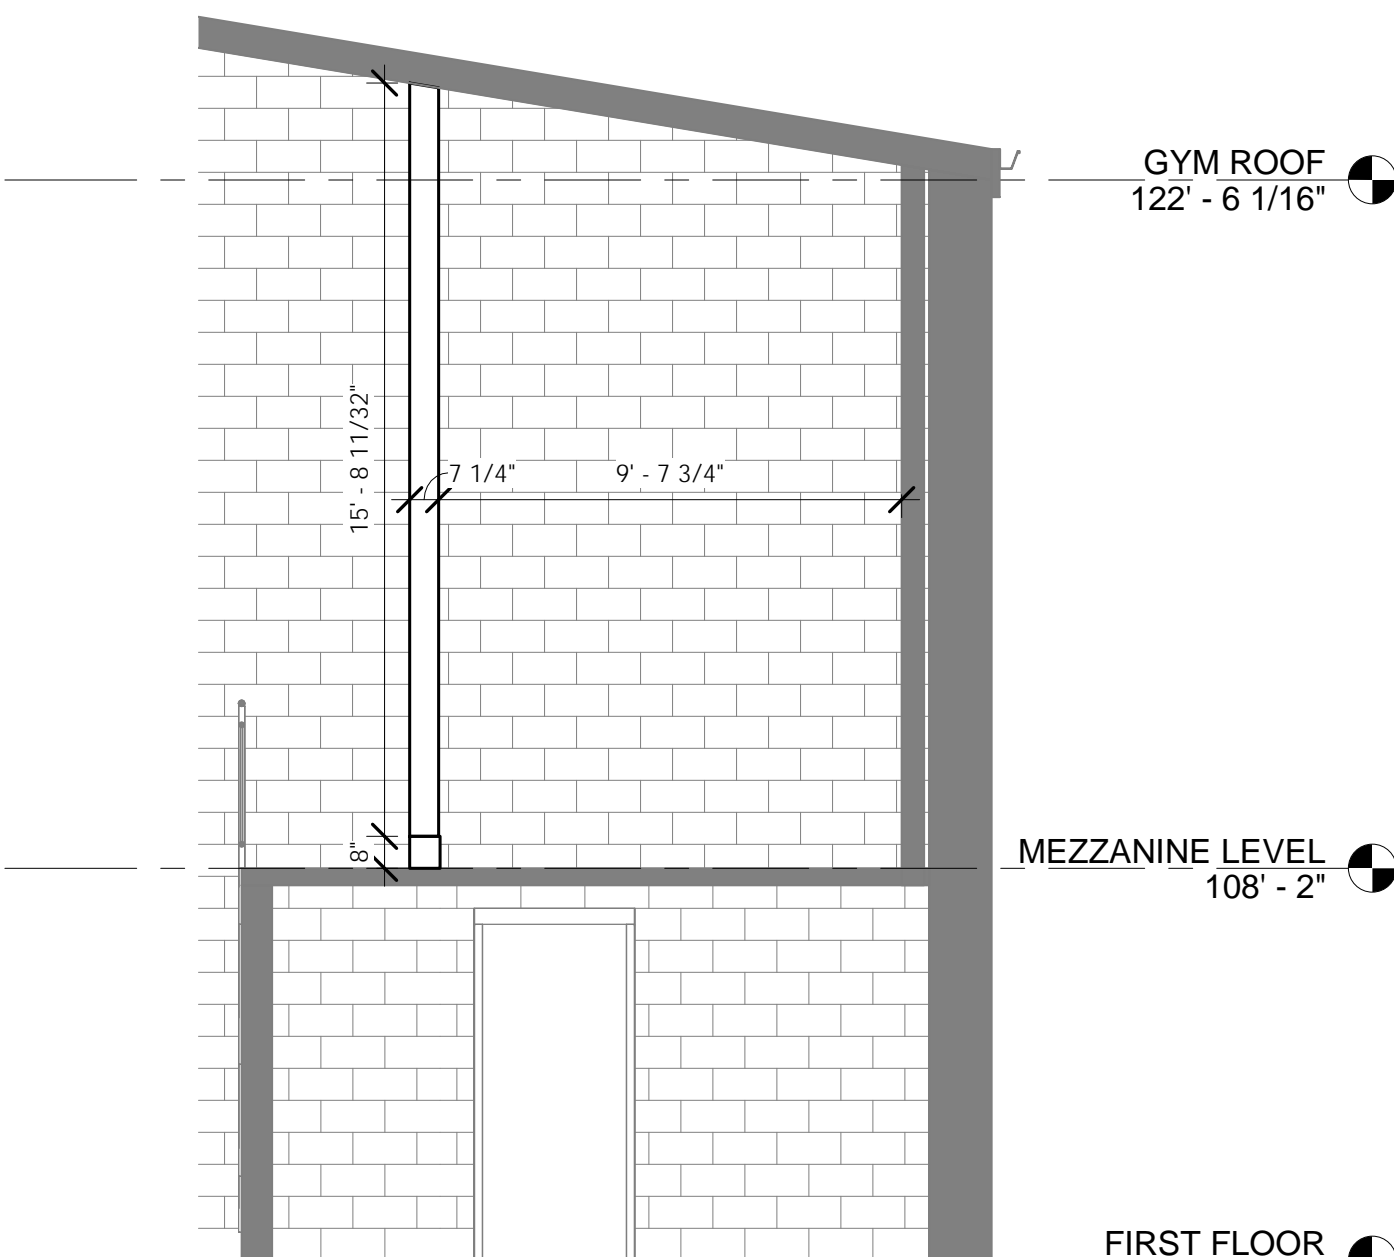 GYM ROOF
122' - 6 1/16"
15' - 8 11/32"
7 1/4"
9' - 7 3/4"
8"
MEZZANINE LEVEL
108' - 2"
FIRST FLOOR